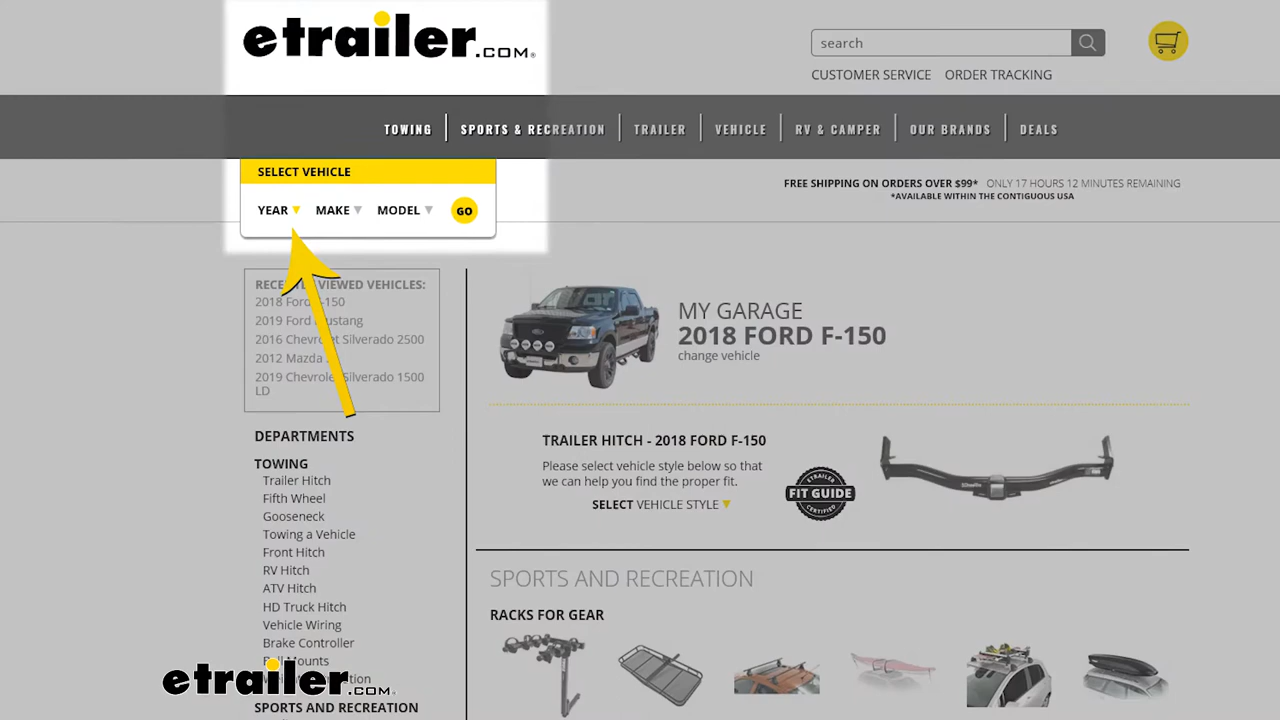 etrailer.COM®
search
CUSTOMER SERVICE ORDER TRACKING
TOWING SPORTS & RECREATION TRAILER VEHICLE RV & CAMPER OUR BRANDS DEALS
SELECT VEHICLE
YEAR MAKE MODEL GO
FREE SHIPPING ON ORDERS OVER $99* ONLY 17 HOURS 12 MINUTES REMAINING
*AVAILABLE WITHIN THE CONTIGUOUS USA
VIEWED VEHICLES:
2018 Ford F-150
2019 Ford Mustang
2016 Chevrolet Silverado 2500
2012 Mazda
2019 Chevrolet Silverado 1500
LD
MY GARAGE
2018 FORD F-150
change vehicle
DEPARTMENTS
TOWING
Trailer Hitch
Fifth Wheel
Gooseneck
Towing a Vehicle
Front Hitch
RV Hitch
ATV Hitch
HD Truck Hitch
Vehicle Wiring
Brake Controller
Ball Mounts
etrailer.COM®
SPORTS AND RECREATION
TRAILER HITCH - 2018 FORD F-150
Please select vehicle style below so that
we can help you find the proper fit.
SELECT VEHICLE STYLE
ETRAILER
FIT GUIDE
CERTIFIED
SPORTS AND RECREATION
RACKS FOR GEAR